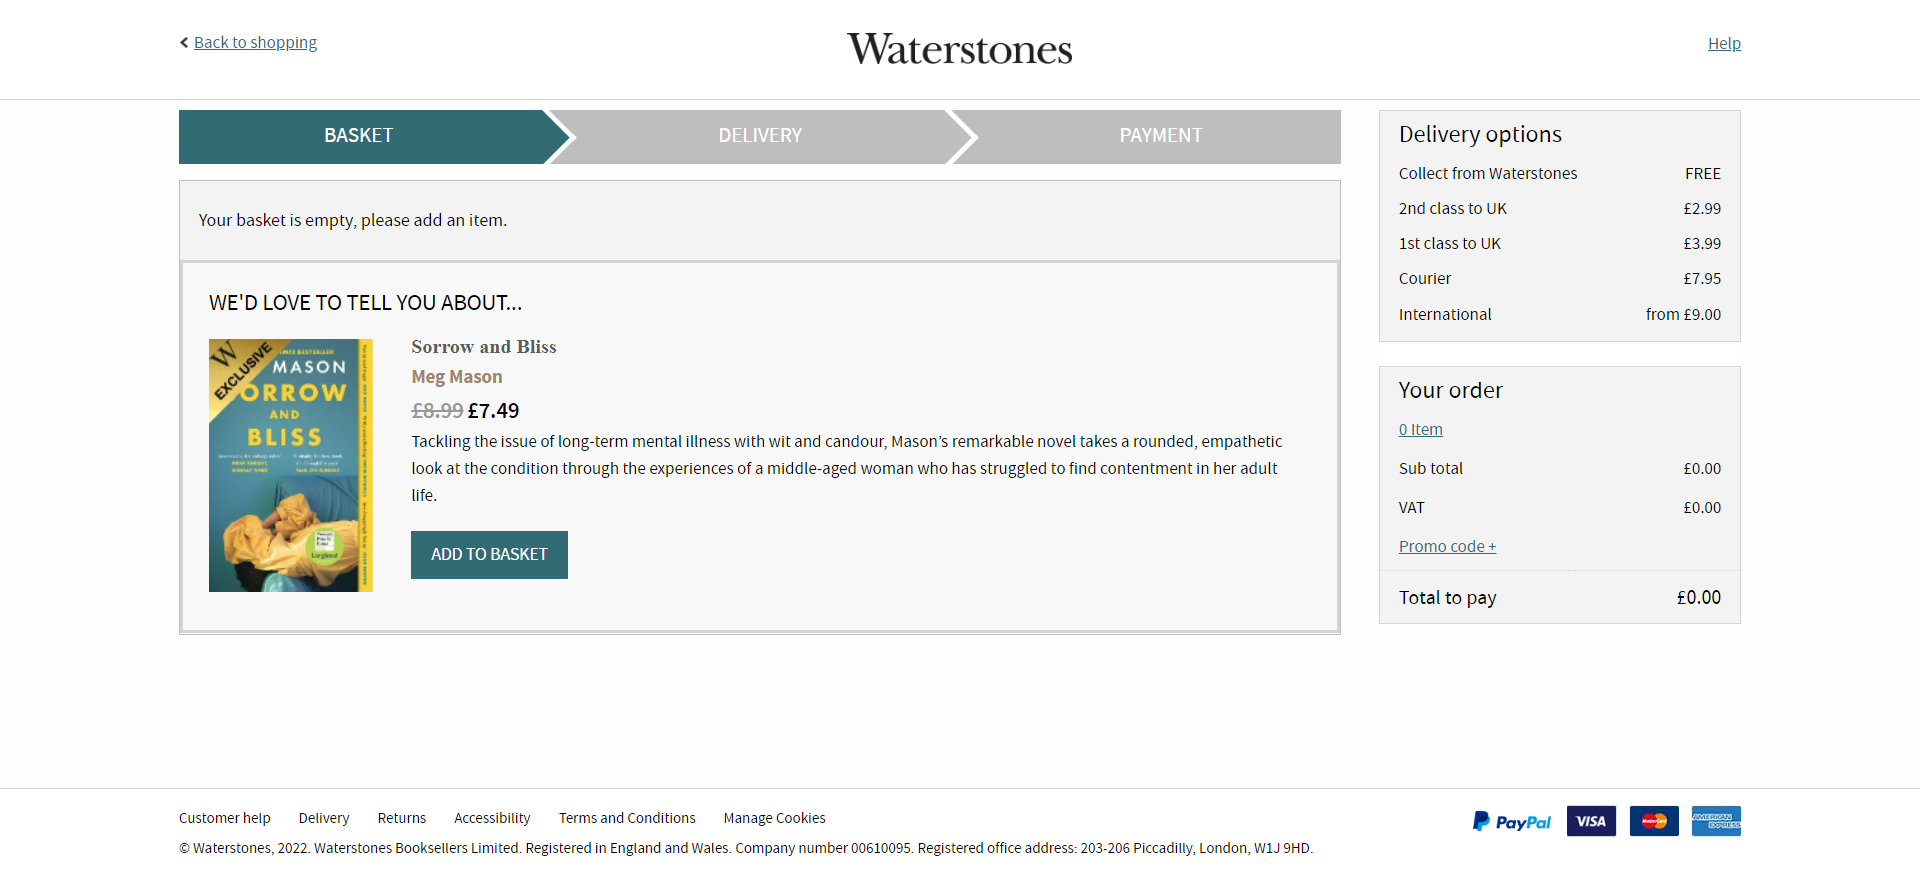 Back to shopping
Waterstones
Help
BASKET
DELIVERY
PAYMENT
Your basket is empty, please add an item.
WE'D LOVE TO TELL YOU ABOUT...
W
EXCLUSIVE
BESTSELLER
MASON
ORROW
AND
BLISS
Longlisted
Sorrow and Bliss
Meg Mason
£8.99 £7.49
Tackling the issue of long-term mental illness with wit and candour, Mason’s remarkable novel takes a rounded, empathetic
look at the condition through the experiences of a middle-aged woman who has struggled to find contentment in her adult
life.
ADD TO BASKET
Delivery options
Collect from Waterstones FREE
2nd class to UK £2.99
1st class to UK £3.99
Courier £7.95
International from £9.00
Your order
0 Item
Sub total £0.00
VAT £0.00
Promo code +
Total to pay £0.00
Customer help Delivery Returns Accessibility Terms and Conditions Manage Cookies
PayPal VISA MasterCard AMERICAN EXPRESS
© Waterstones, 2022. Waterstones Booksellers Limited. Registered in England and Wales. Company number 00610095. Registered office address: 203-206 Piccadilly, London, W1J 9HD.